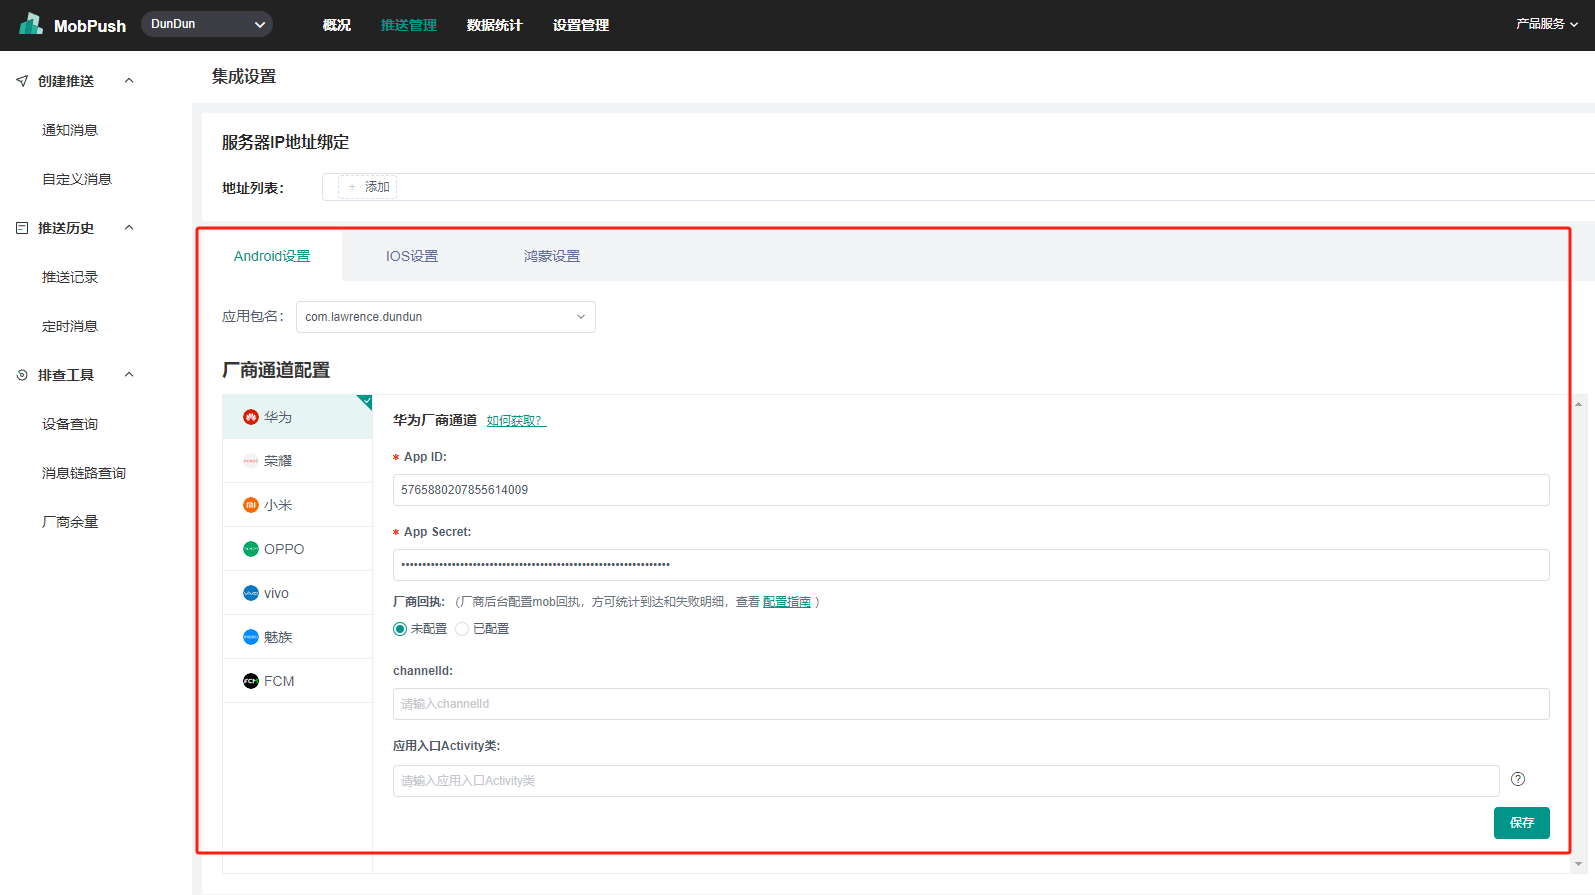 MobPush
DunDun
概况
推送管理
数据统计
设置管理
产品服务
创建推送
通知消息
自定义消息
推送历史
推送记录
定时消息
排查工具
设备查询
消息链路查询
厂商余量
集成设置
服务器IP地址绑定
地址列表：
+ 添加
Android设置
IOS设置
鸿蒙设置
应用包名：
com.lawrence.dundun
厂商通道配置
华为
荣耀
小米
OPPO
vivo
魅族
FCM
华为厂商通道 如何获取？
* App ID:
5765880207855614009
* App Secret:
厂商回执: （厂商后台配置mob回执，方可统计到达和失败明细，查看 配置指南 ）
未配置 已配置
channelId:
请输入channelId
应用入口Activity类:
请输入应用入口Activity类
保存